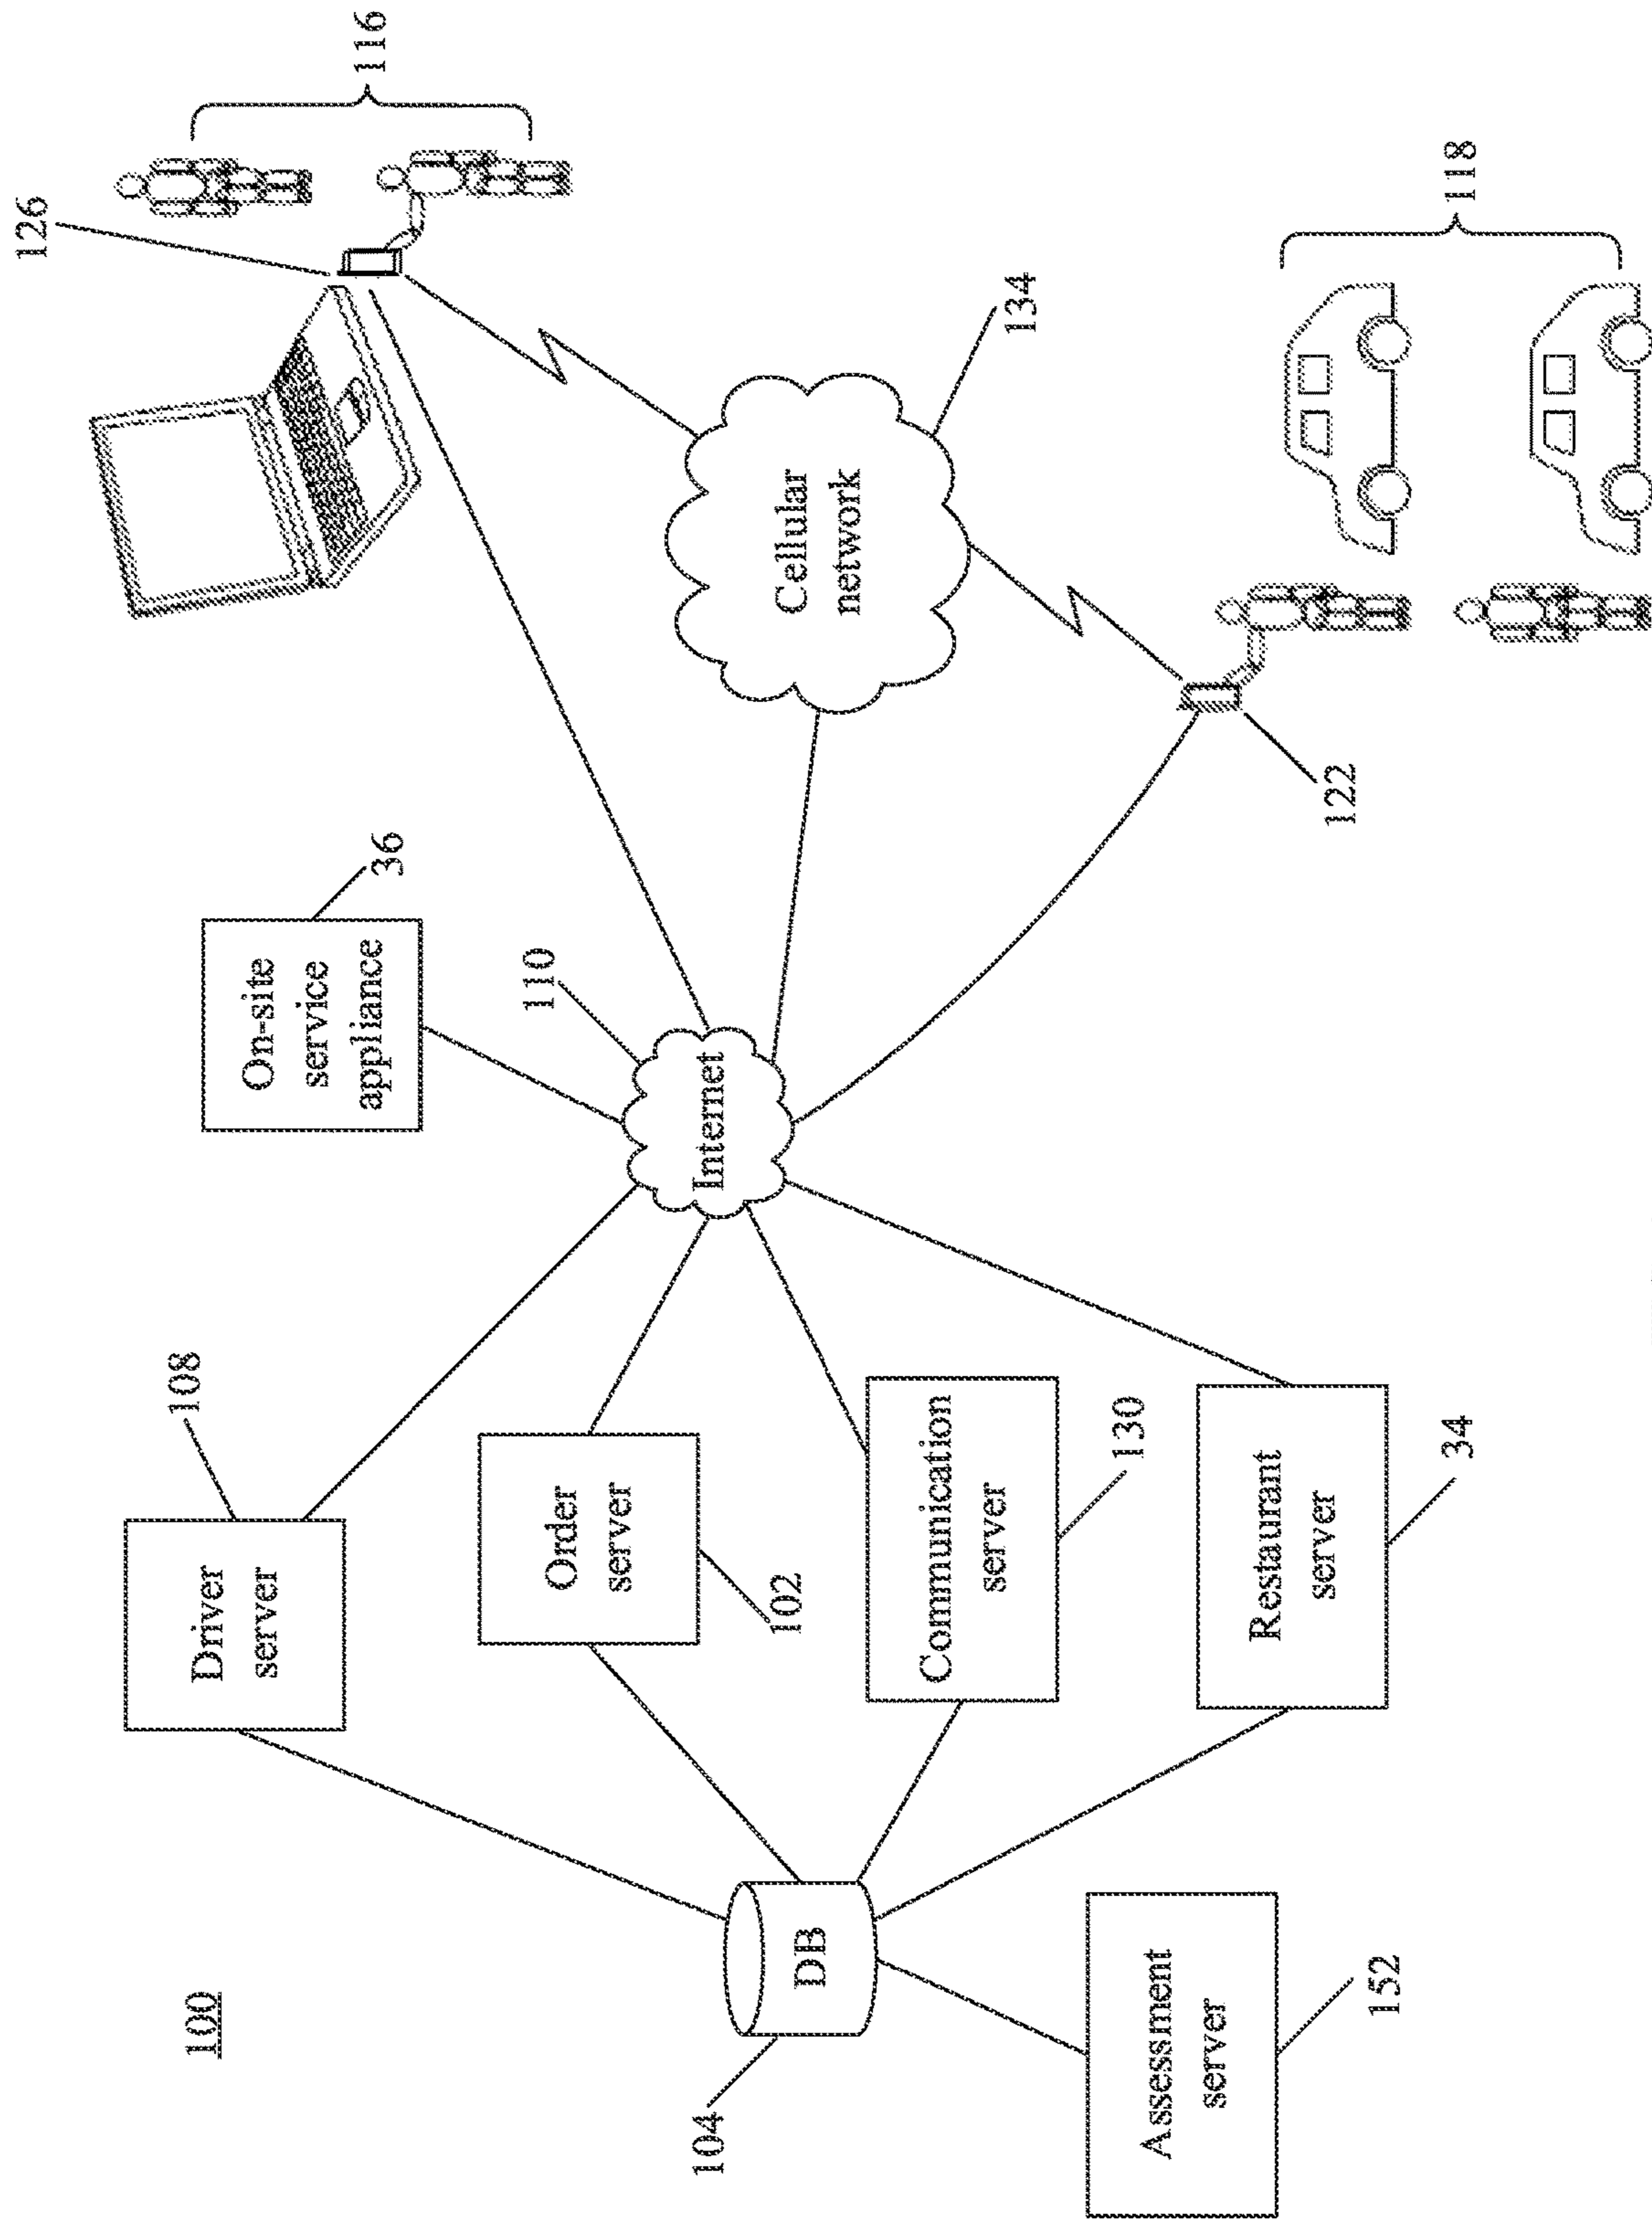 100
104
DB
Assessment
server
152
Driver
server
108
Order
server
102
Communication
server
130
Restaurant
server
34
Internet
110
On-site
service
appliance
36
Cellular
network
134
126
116
122
118